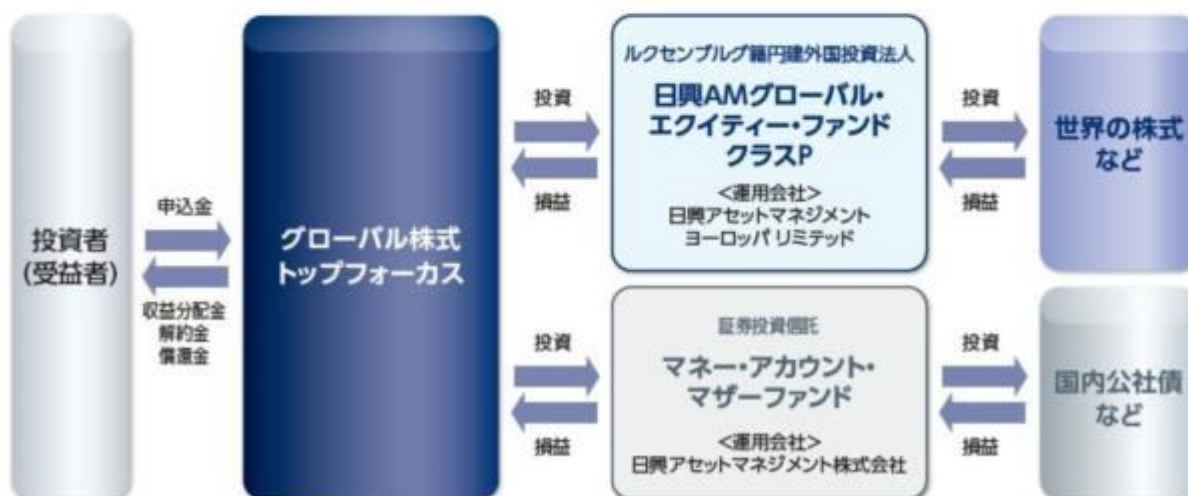 投資者
(受益者)
申込金
収益分配金
解約金
償還金
グローバル株式
トップフォーカス
投資
損益
ルクセンブルグ籍円建外国投資法人
日興AMグローバル・
エクイティー・ファンド
クラスP
<運用会社>
日興アセットマネジメント
ヨーロッパ リミテッド
投資
損益
世界の株式
など
投資
損益
証券投資信託
マネー・アカウント・
マザーファンド
<運用会社>
日興アセットマネジメント株式会社
投資
損益
国内公社債
など